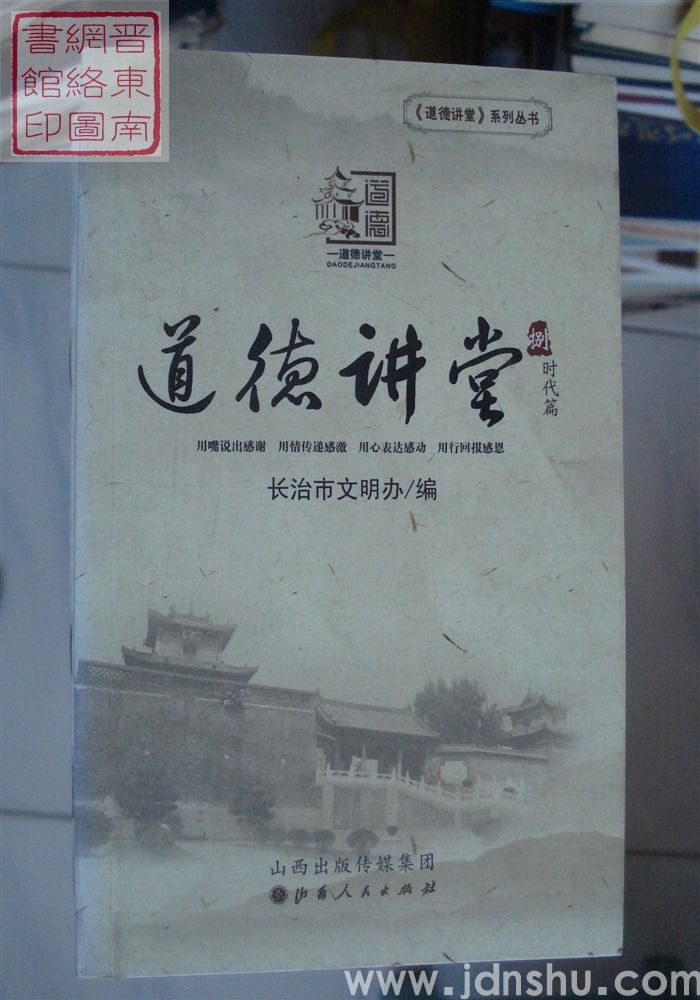 晋东南
網絡圖
書館印
《道德讲堂》系列丛书
道德
道德讲堂
DAODEJIANGTANG
道德讲堂
捌
时代篇
用嘴说出感谢 用情传递感激 用心表达感动 用行回报感恩
长治市文明办/编
山西出版传媒集团
山西人民出版社
www.jdnshu.com